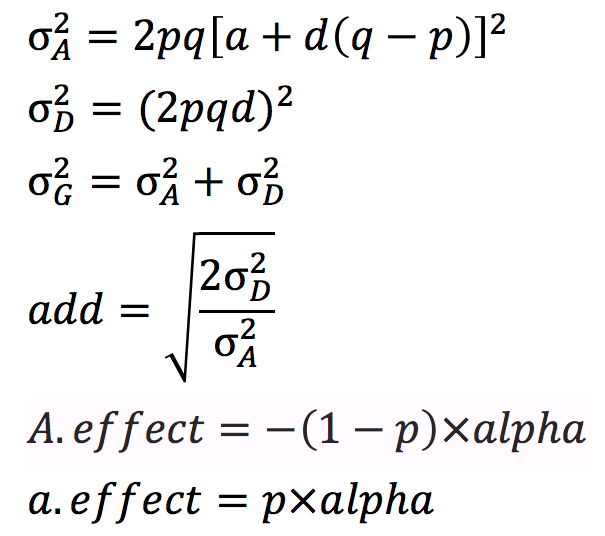 σ²_A = 2pq[a + d(q − p)]²
σ²_D = (2pqd)²
σ²_G = σ²_A + σ²_D
add = √(2σ²_D / σ²_A)
A.effect = −(1 − p)×alpha
a.effect = p×alpha